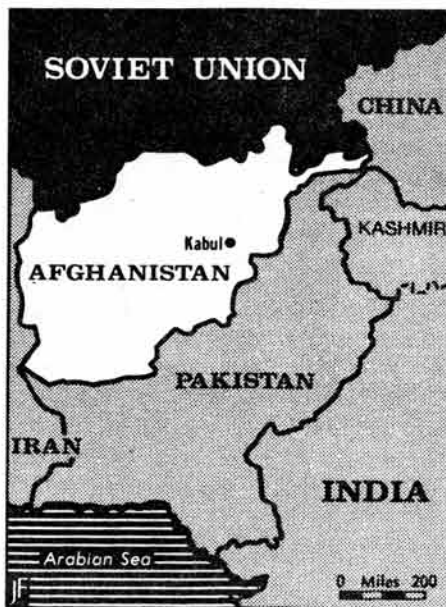 SOVIET UNION
CHINA
KASHMIR
Kabul
AFGHANISTAN
PAKISTAN
IRAN
INDIA
Arabian Sea
0 Miles 200
JF